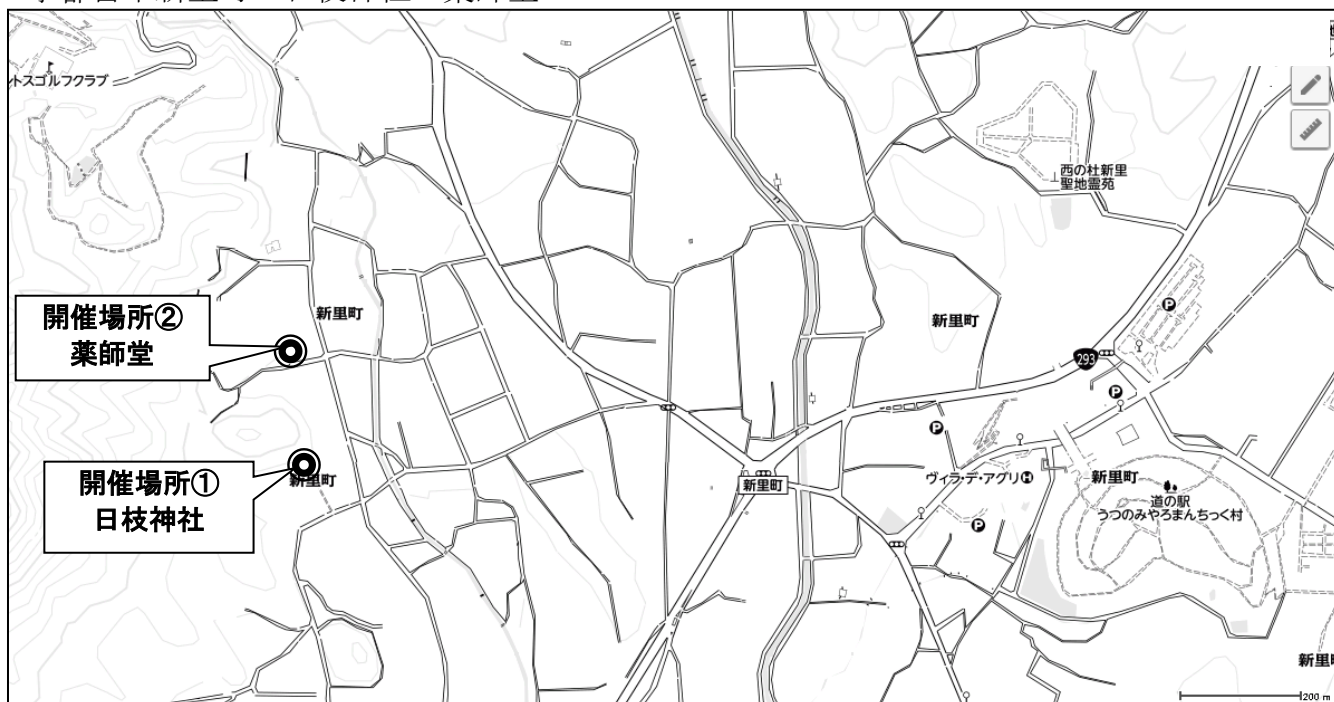 トスゴルフクラブ
西の杜新里
聖地霊苑
開催場所②
薬師堂
新里町
新里町
293
P
P
P
開催場所①
日枝神社
新里町
新里町
ヴィラ・デ・アグリ H
新里町
道の駅
うつのみやろまんちっく村
P
新里
200 m